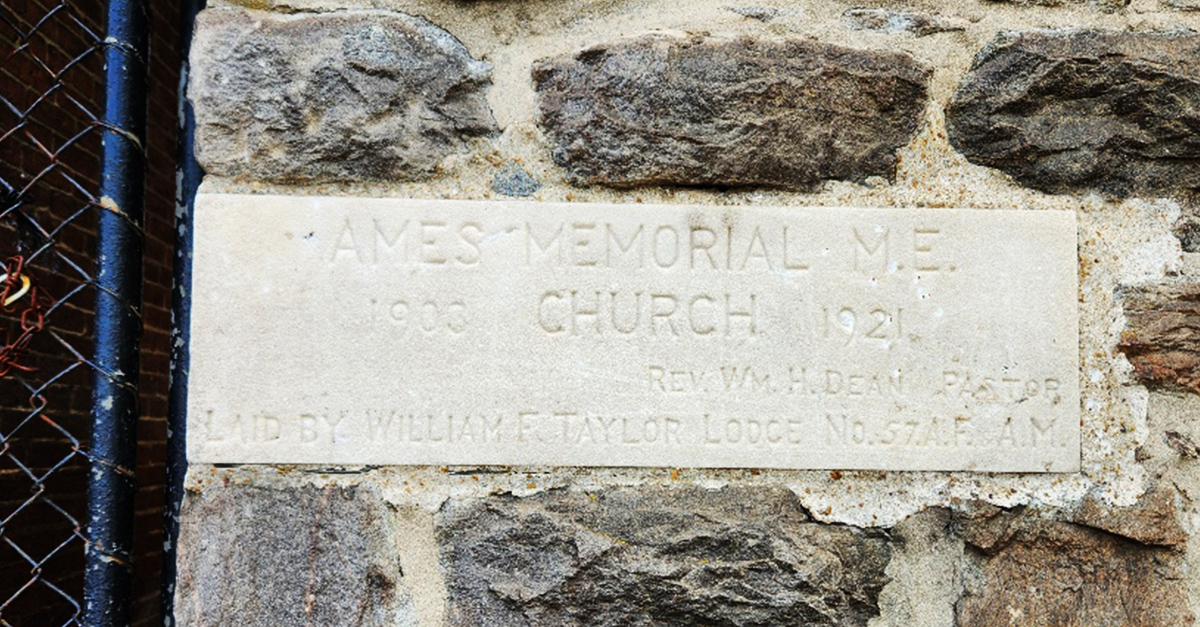 AMES MEMORIAL M.E.
1903 CHURCH 1921
REV. WM. H. DEAN PASTOR
LAID BY WILLIAM F. TAYLOR LODGE NO. 57 A.F. & A.M.